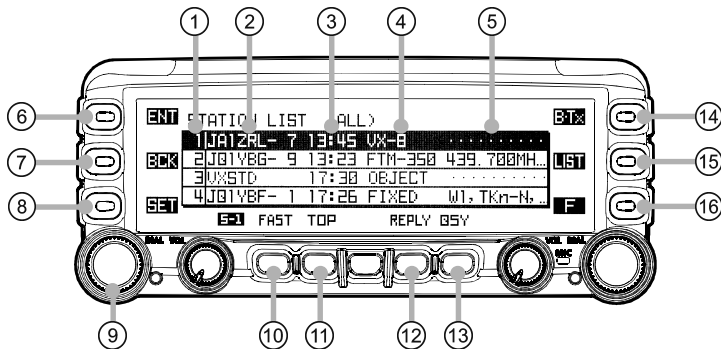 1 2 3 4 5
ENT STATION LIST (ALL) B-Tx
1 JA1ZRL- 7 13:45 VX-8 ..........
BCK 2 JQ1YBG- 9 13:23 FTM-350 439.700MH... LIST
3 VXSTD 17:30 OBJECT ..........
SET 4 JQ1YBF- 1 17:26 FIXED W1,TKn-N,.. F
S-1 FAST TOP REPLY QSY
DIAL VOL VOL DIAL
MIC
6
7
8
9 10 11 12 13
14
15
16